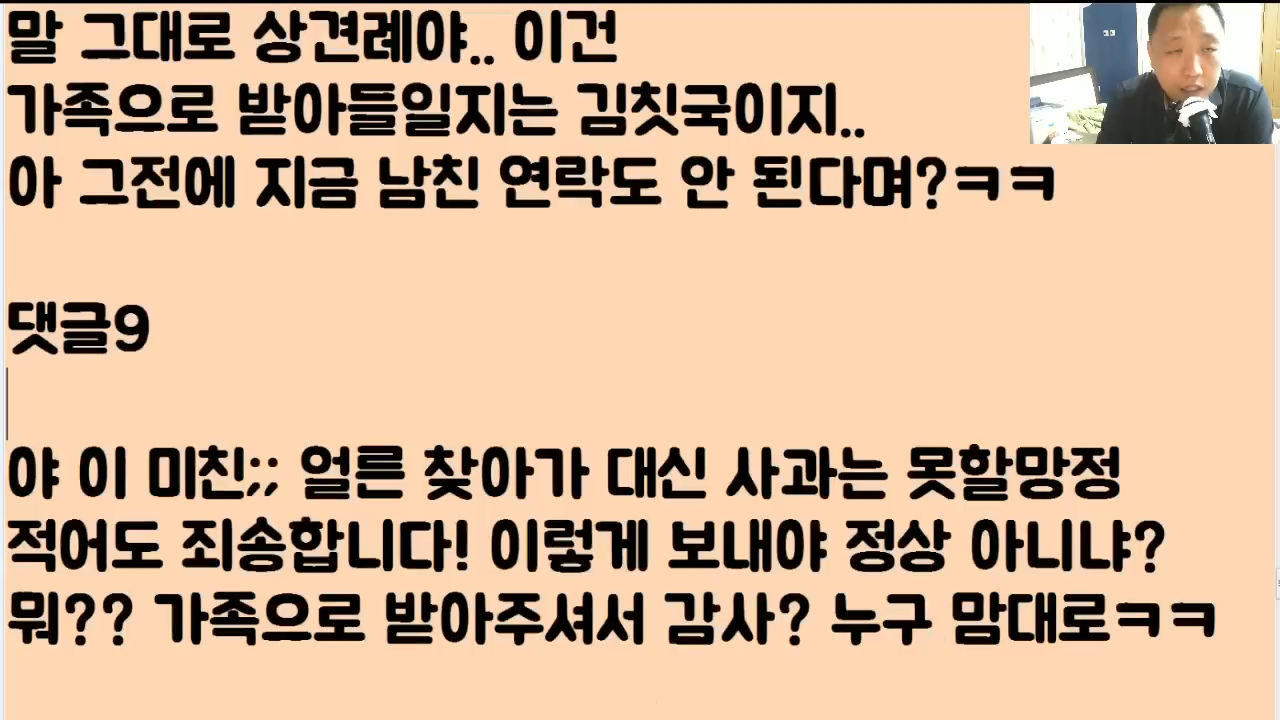 말 그대로 상견례야.. 이건
가족으로 받아들일지는 김칫국이지..
아 그전에 지금 남친 연락도 안 된다며?ㅋㅋ
댓글9
야 이 미친;; 얼른 찾아가 대신 사과는 못할망정
적어도 죄송합니다! 이렇게 보내야 정상 아니냐?
뭐?? 가족으로 받아주셔서 감사? 누구 맘대로ㅋㅋ